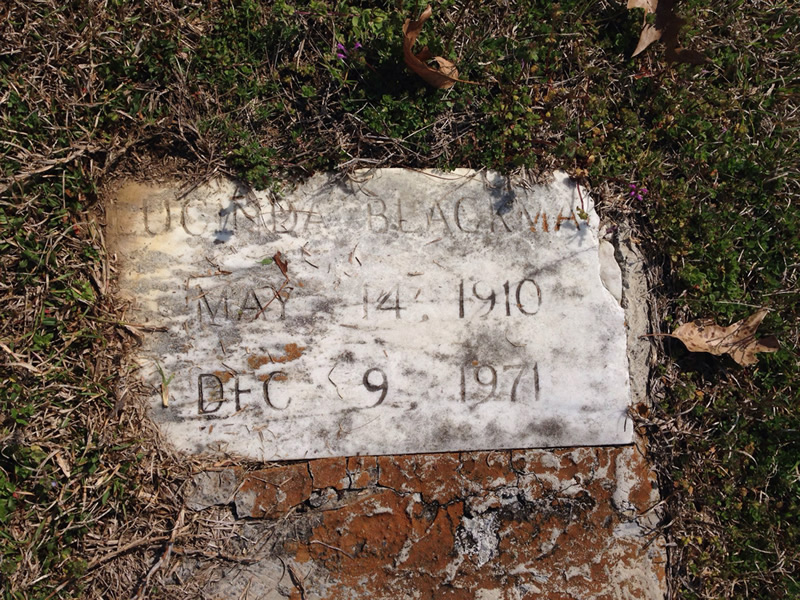 LUCINDA BLACKMA
MAY 14, 1910
DEC 9 1971